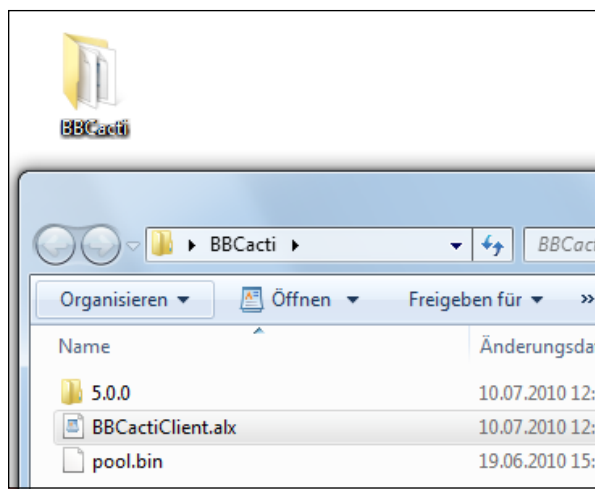 BBCacti
BBCacti
BBCact
Organisieren Öffnen Freigeben für »
Name Änderungsda
5.0.0 10.07.2010 12:
BBCactiClient.alx 10.07.2010 12:
pool.bin 19.06.2010 15: